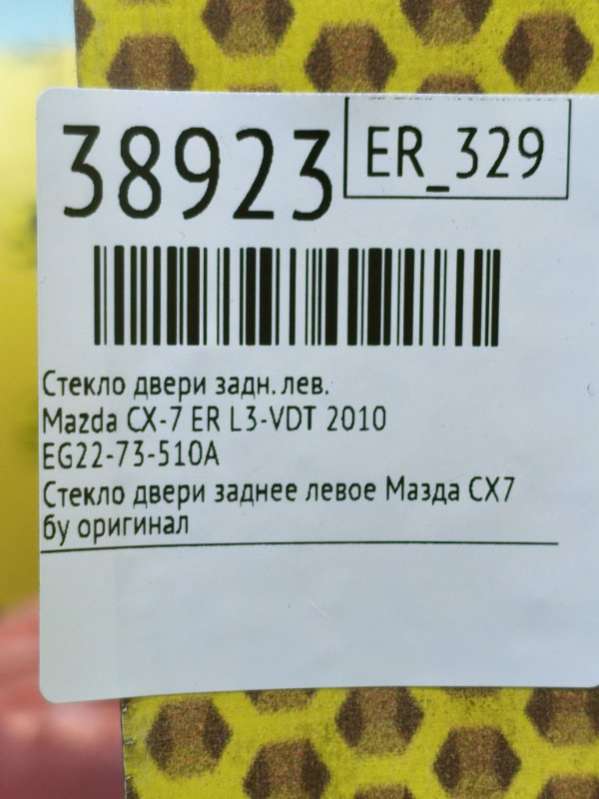 38923
ER_329
Стекло двери задн. лев.
Mazda CX-7 ER L3-VDT 2010
EG22-73-510A
Стекло двери заднее левое Мазда CX7
бу оригинал